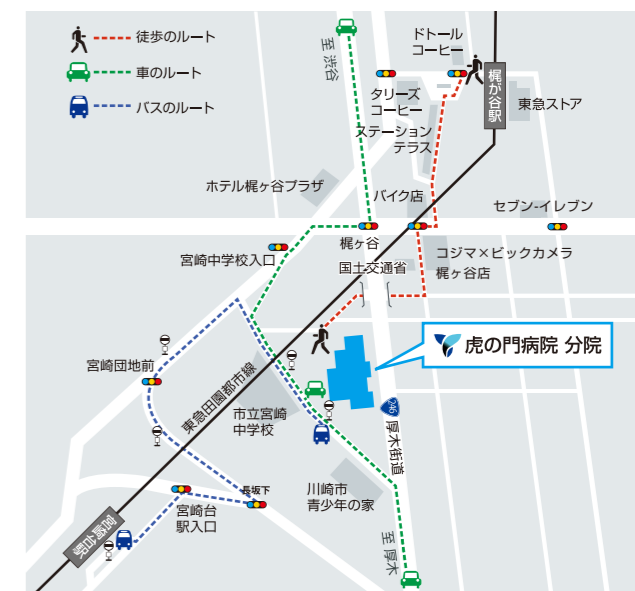 徒歩のルート
車のルート
バスのルート
至 渋谷
ドトール
コーヒー
梶が谷駅
東急ストア
タリーズ
コーヒー
ステーション
テラス
ホテル梶ヶ谷プラザ
バイク店
セブン-イレブン
梶ヶ谷
宮崎中学校入口
国土交通省
コジマ×ビックカメラ
梶ヶ谷店
虎の門病院 分院
宮崎団地前
東急田園都市線
市立宮崎
中学校
246
厚木街道
川崎市
青少年の家
長坂下
宮崎台
駅入口
宮崎台駅
至 厚木